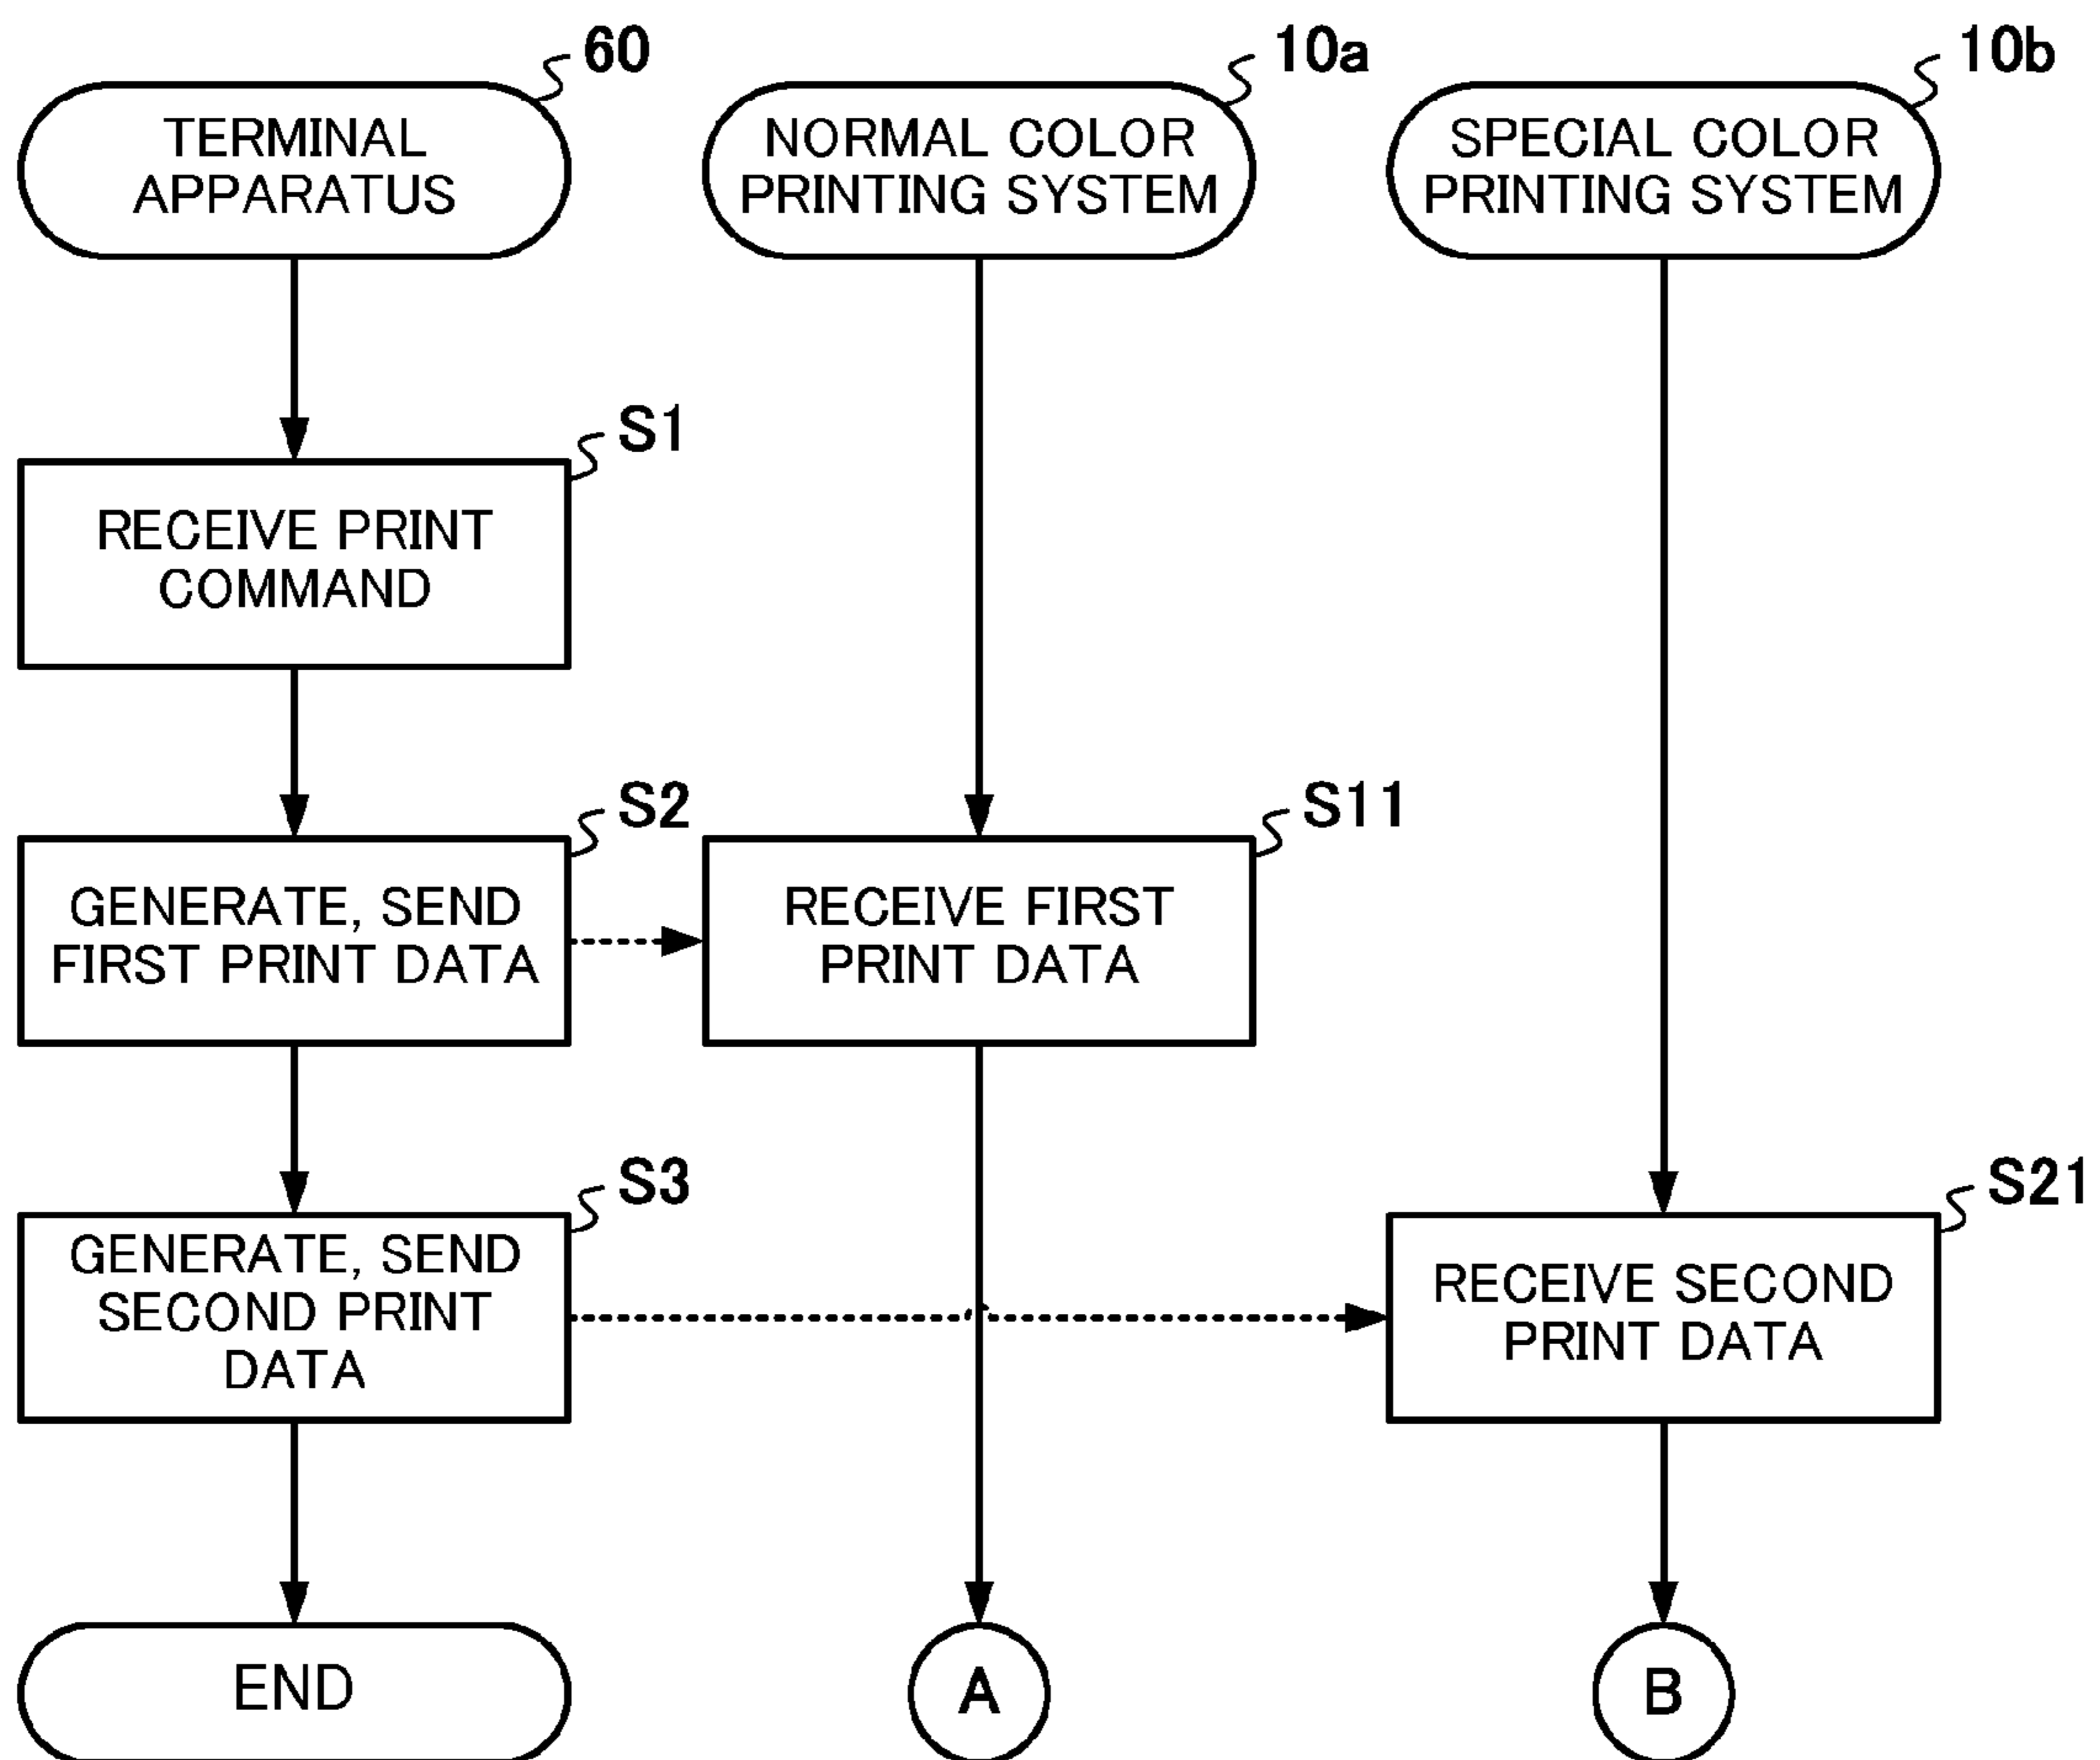 60
10a
10b
TERMINAL
APPARATUS
NORMAL COLOR
PRINTING SYSTEM
SPECIAL COLOR
PRINTING SYSTEM
S1
RECEIVE PRINT
COMMAND
S2
S11
GENERATE, SEND
FIRST PRINT DATA
RECEIVE FIRST
PRINT DATA
S3
S21
GENERATE, SEND
SECOND PRINT
DATA
RECEIVE SECOND
PRINT DATA
END
A
B